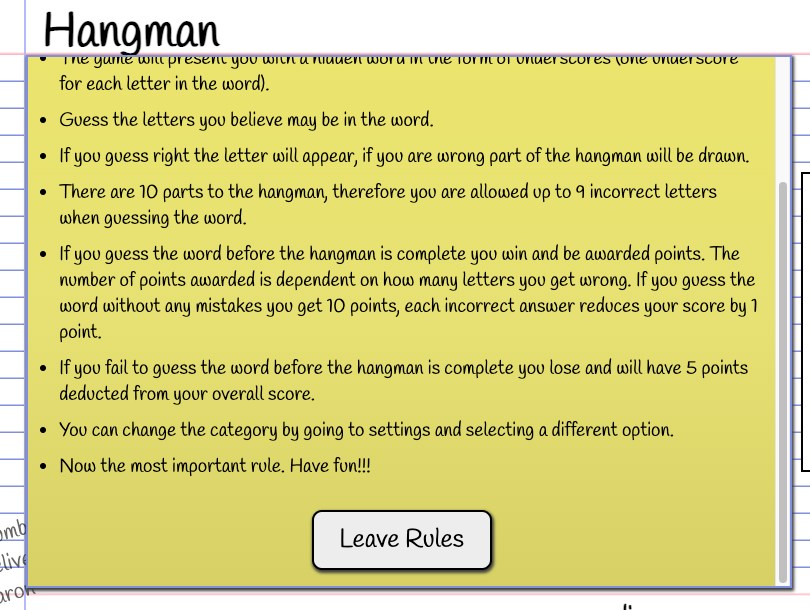 Hangman
The game will present you with a hidden word in the form of underscores (one underscore
for each letter in the word).
Guess the letters you believe may be in the word.
If you guess right the letter will appear, if you are wrong part of the hangman will be drawn.
There are 10 parts to the hangman, therefore you are allowed up to 9 incorrect letters
when guessing the word.
If you guess the word before the hangman is complete you win and be awarded points. The
number of points awarded is dependent on how many letters you get wrong. If you guess the
word without any mistakes you get 10 points, each incorrect answer reduces your score by 1
point.
If you fail to guess the word before the hangman is complete you lose and will have 5 points
deducted from your overall score.
You can change the category by going to settings and selecting a different option.
Now the most important rule. Have fun!!!
Leave Rules